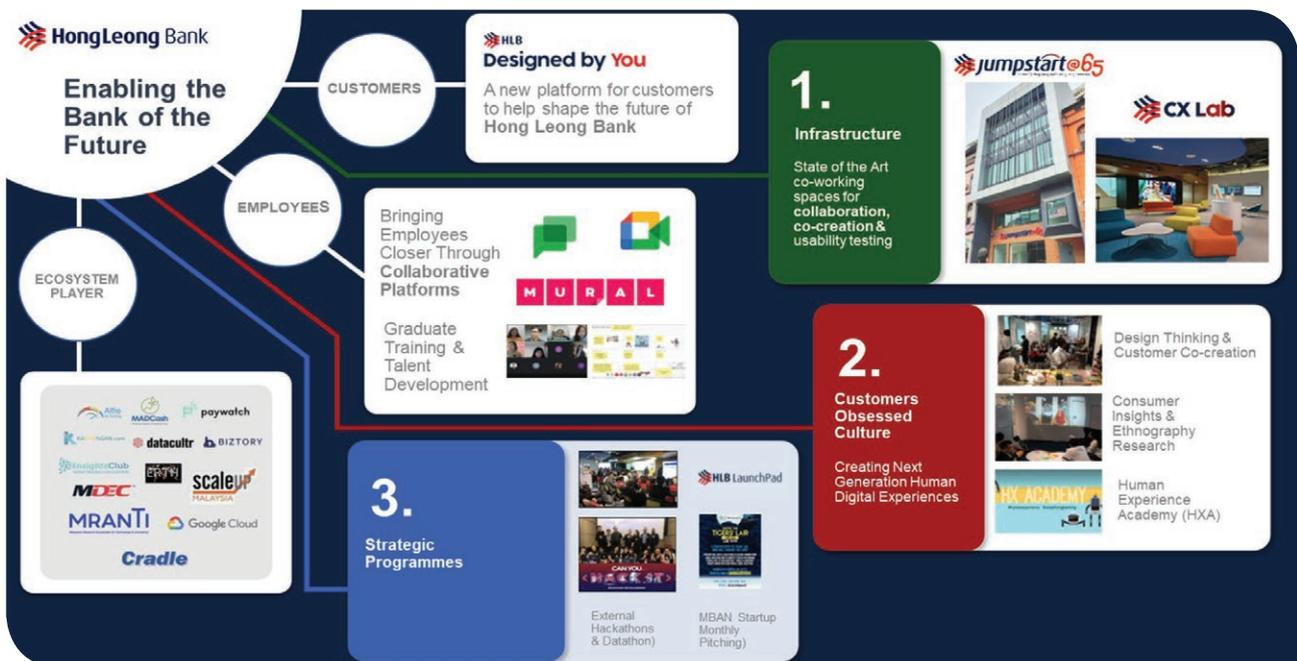 HongLeong Bank
Enabling the
Bank of the
Future
CUSTOMERS
HLB
Designed by You
A new platform for customers
to help shape the future of
Hong Leong Bank
EMPLOYEES
Bringing
Employees
Closer Through
Collaborative
Platforms
MURAL
Graduate
Training &
Talent
Development
ECOSYSTEM
PLAYER
MADCash
paywatch
datacultr
BIZTORY
scaleUP
MALAYSIA
MDEC
MRANTI
Google Cloud
Cradle
1.
Infrastructure
State of the Art
co-working
spaces for
collaboration,
co-creation &
usability testing
jumpstart@65
CX Lab
2.
Customers
Obsessed
Culture
Creating Next
Generation Human
Digital Experiences
Design Thinking &
Customer Co-creation
Consumer
Insights &
Ethnography
Research
HX ACADEMY
Human
Experience
Academy (HXA)
3.
Strategic
Programmes
HLB LaunchPad
TIGERS' LAIR
CAN YOU
External
Hackathons
& Datathon)
MBAN Startup
Monthly
Pitching)